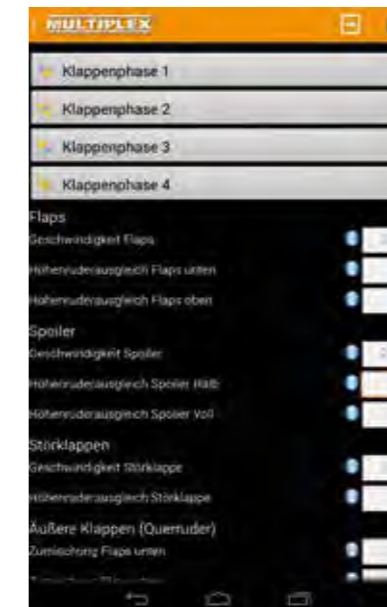 MULTIPLEX
Klappenphase 1
Klappenphase 2
Klappenphase 3
Klappenphase 4
Flaps
Geschwindigkeit Flaps
Höhenruderausgleich Flaps unten
Höhenruderausgleich Flaps oben
Spoiler
Geschwindigkeit Spoiler
Höhenruderausgleich Spoiler Halb
Höhenruderausgleich Spoiler Voll
Störklappen
Geschwindigkeit Störklappe
Höhenruderausgleich Störklappe
Äußere Klappen (Querruder)
Zumischung Flaps unten